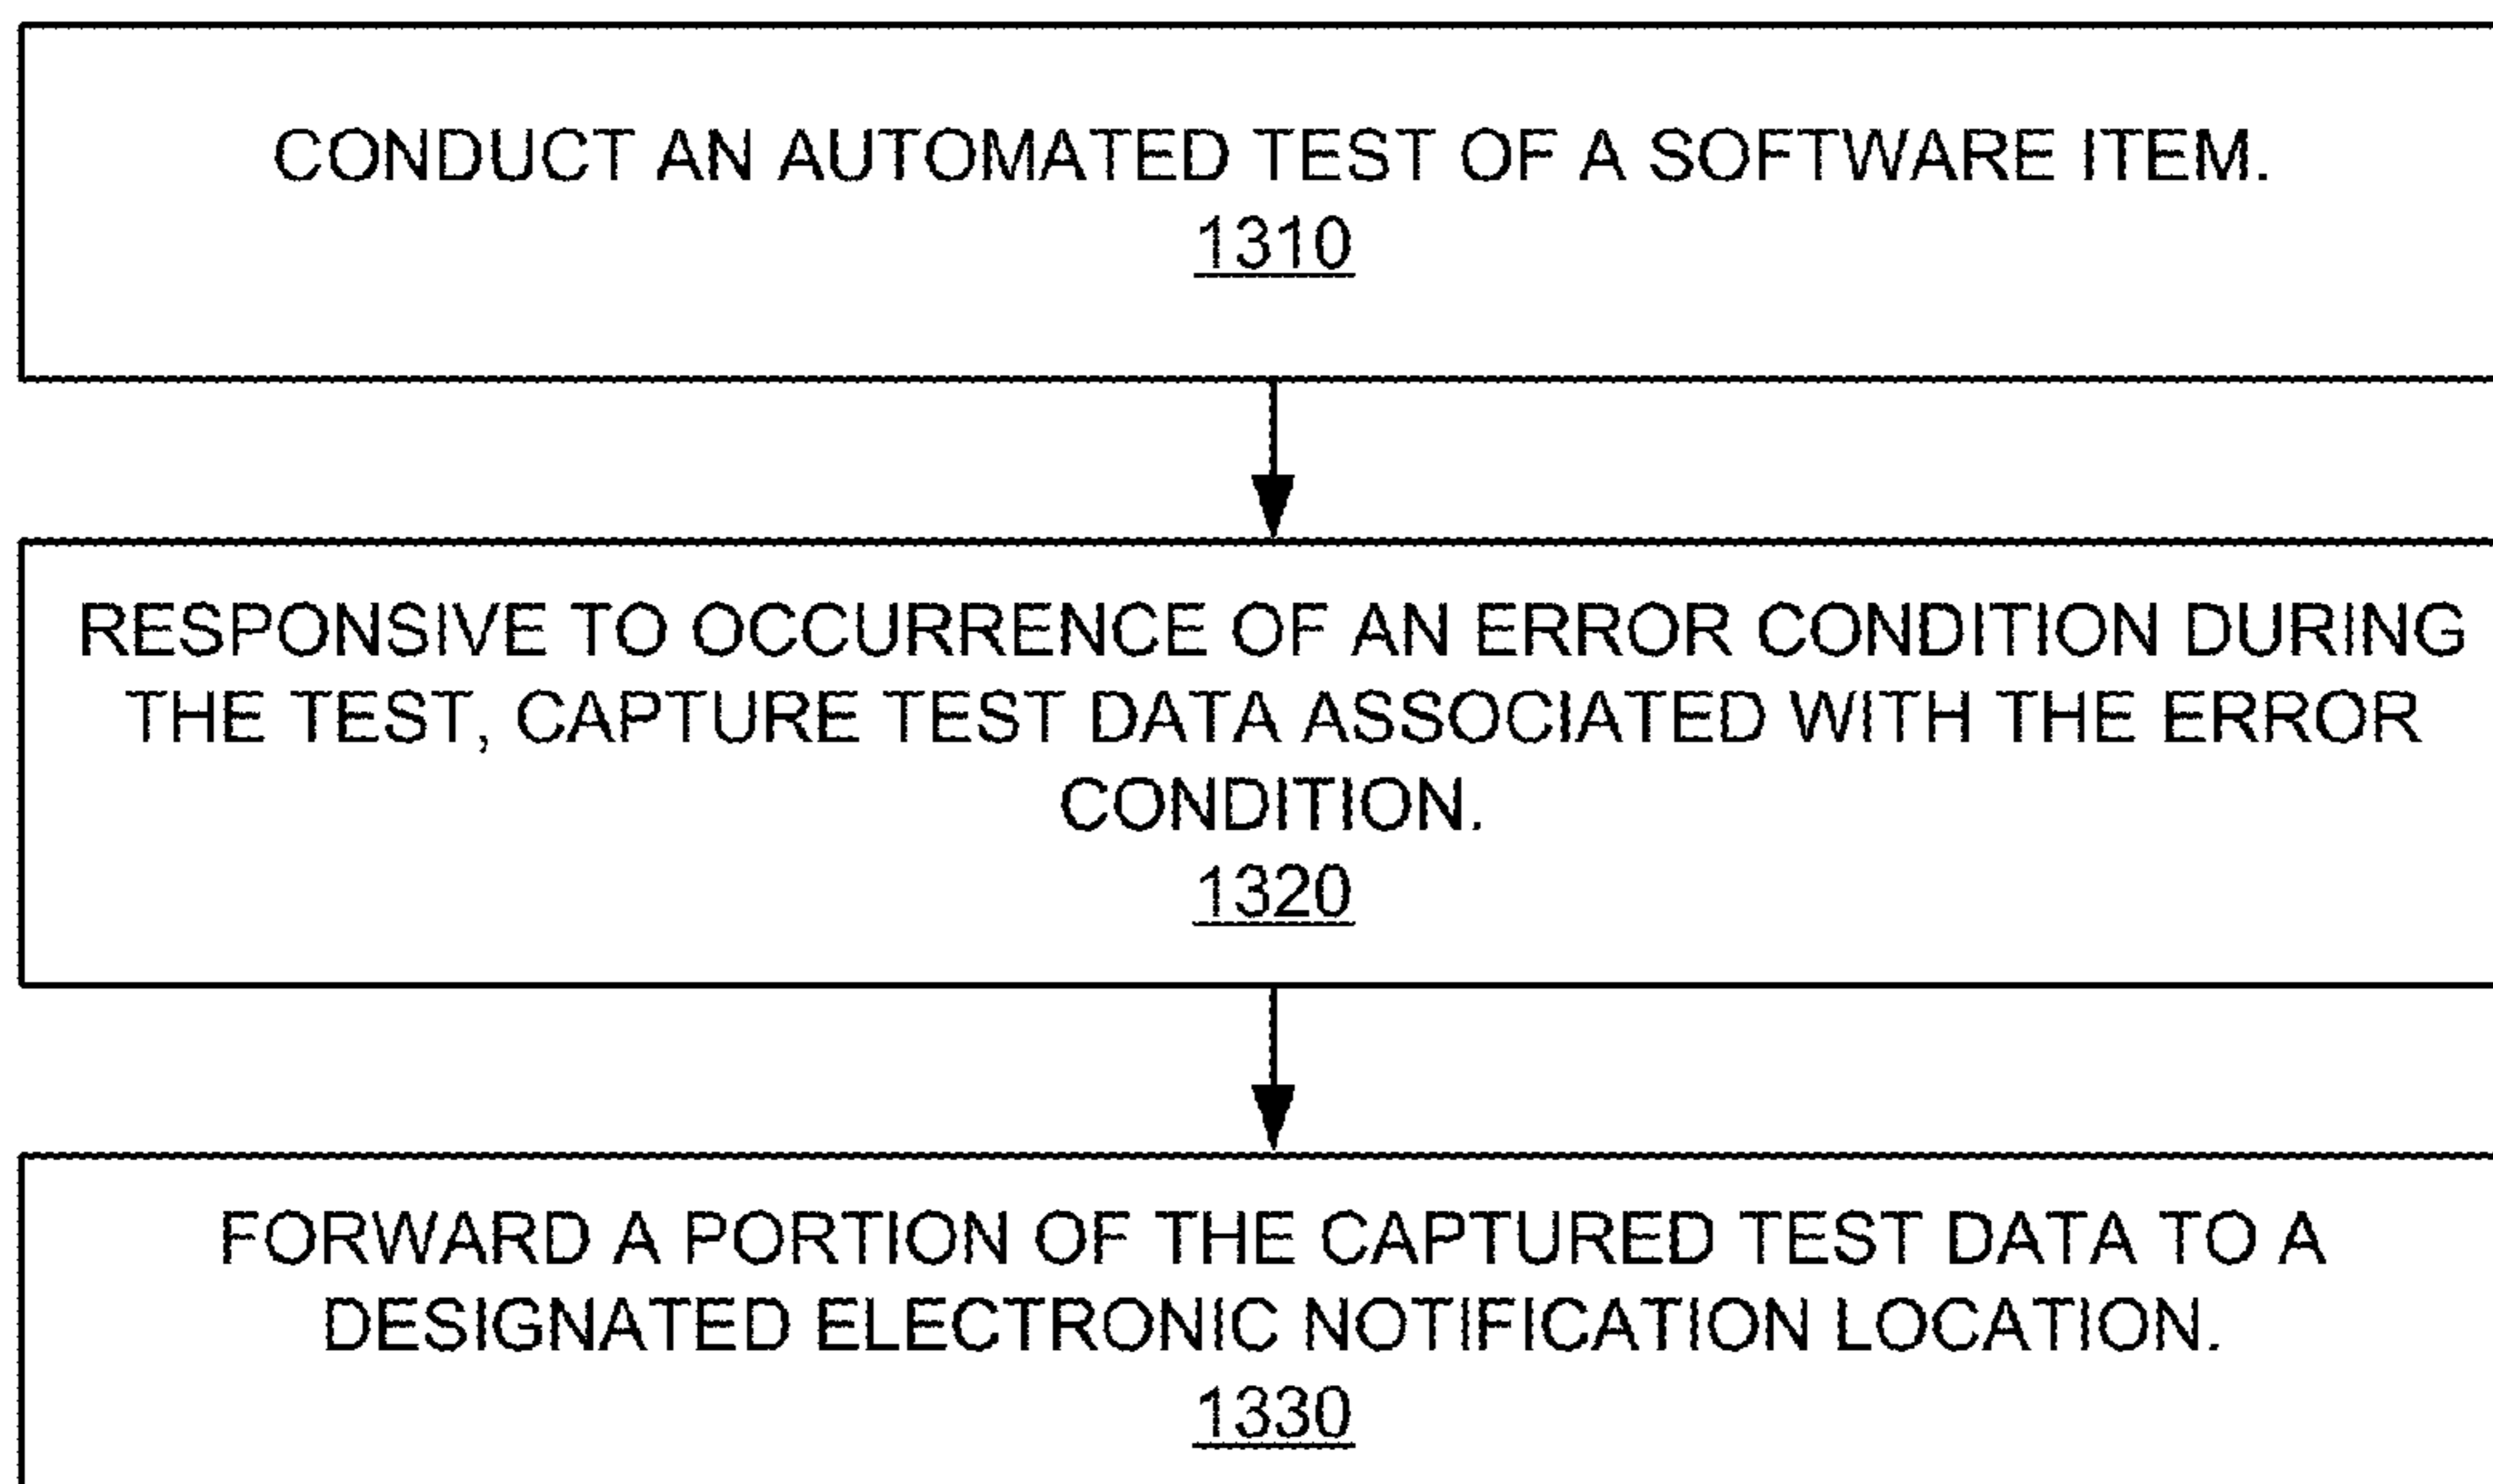 CONDUCT AN AUTOMATED TEST OF A SOFTWARE ITEM.
1310
RESPONSIVE TO OCCURRENCE OF AN ERROR CONDITION DURING
THE TEST, CAPTURE TEST DATA ASSOCIATED WITH THE ERROR
CONDITION.
1320
FORWARD A PORTION OF THE CAPTURED TEST DATA TO A
DESIGNATED ELECTRONIC NOTIFICATION LOCATION.
1330